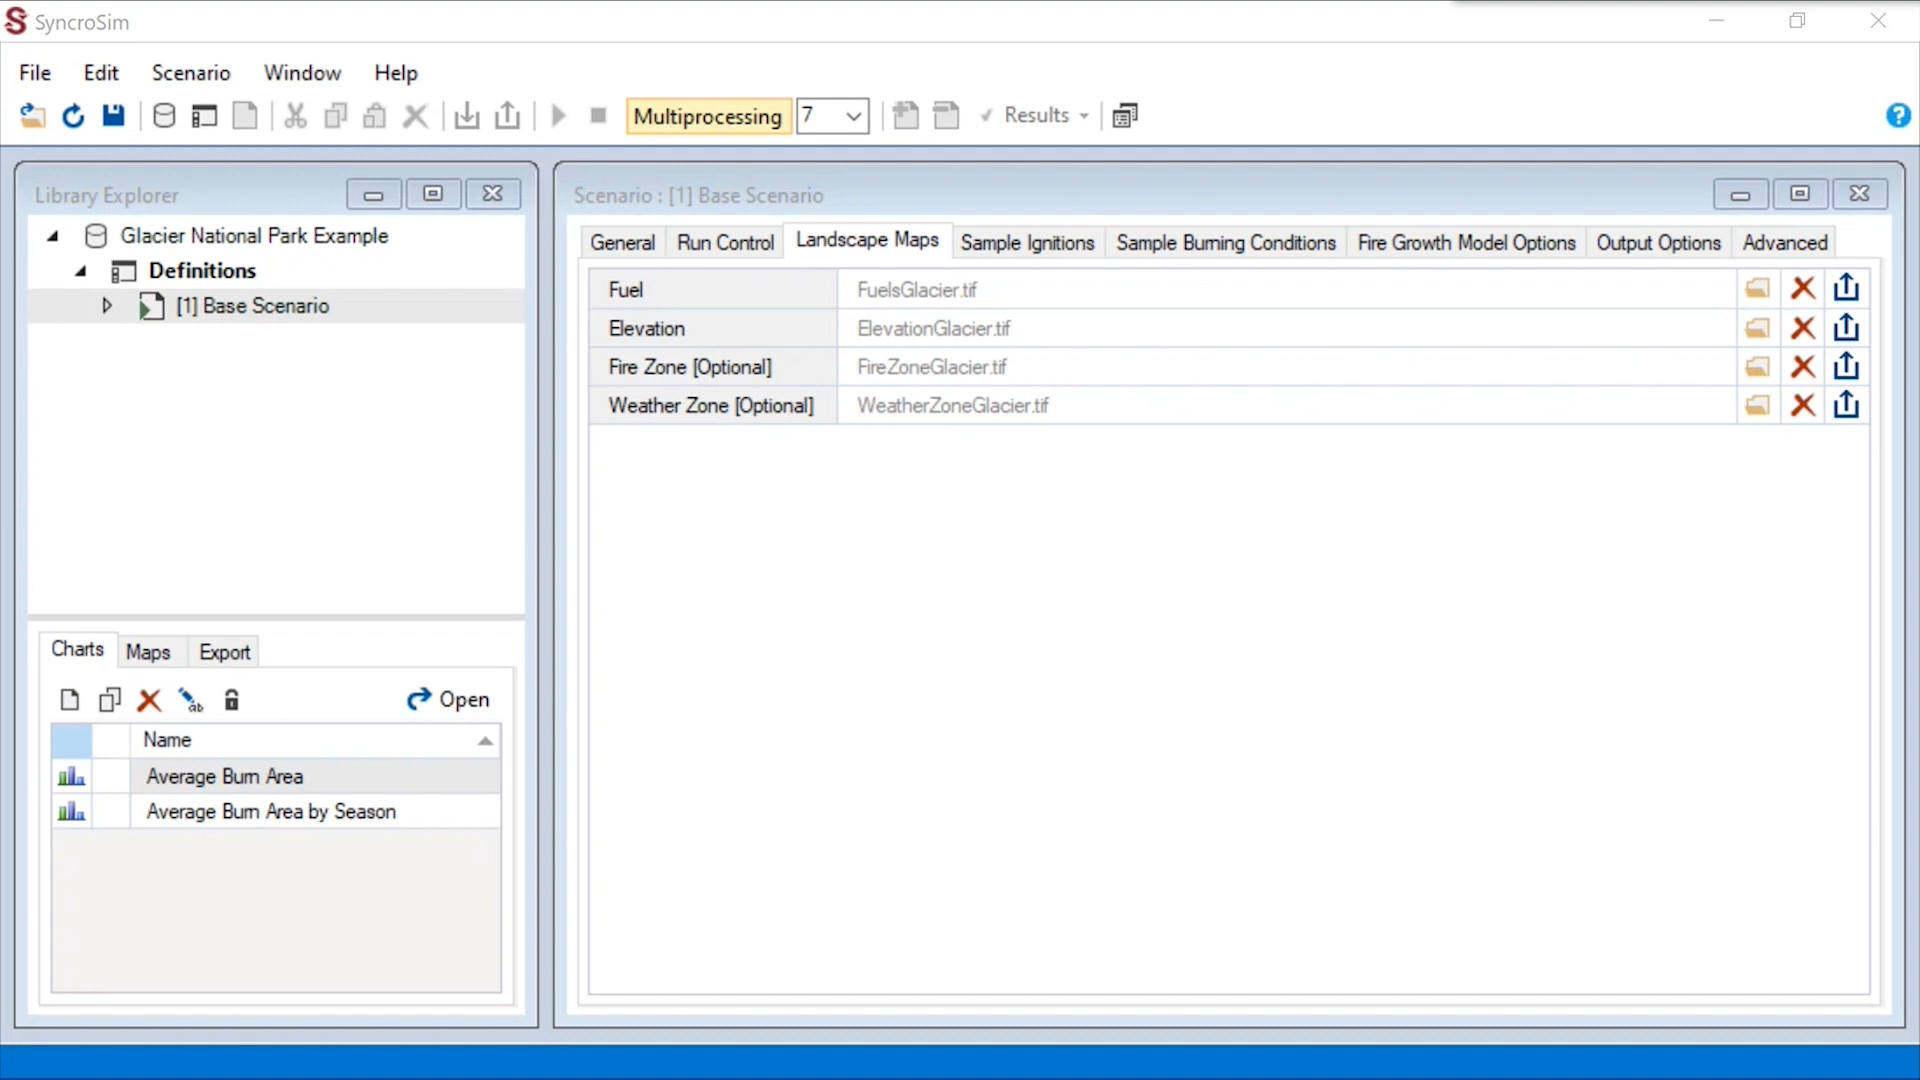 SyncroSim
File Edit Scenario Window Help
Multiprocessing 7 Results ?
Library Explorer
Glacier National Park Example
Definitions
[1] Base Scenario
Charts Maps Export
ab Open
Name
Average Burn Area
Average Burn Area by Season
Scenario : [1] Base Scenario
General Run Control Landscape Maps Sample Ignitions Sample Burning Conditions Fire Growth Model Options Output Options Advanced
Fuel FuelsGlacier.tif
Elevation ElevationGlacier.tif
Fire Zone [Optional] FireZoneGlacier.tif
Weather Zone [Optional] WeatherZoneGlacier.tif